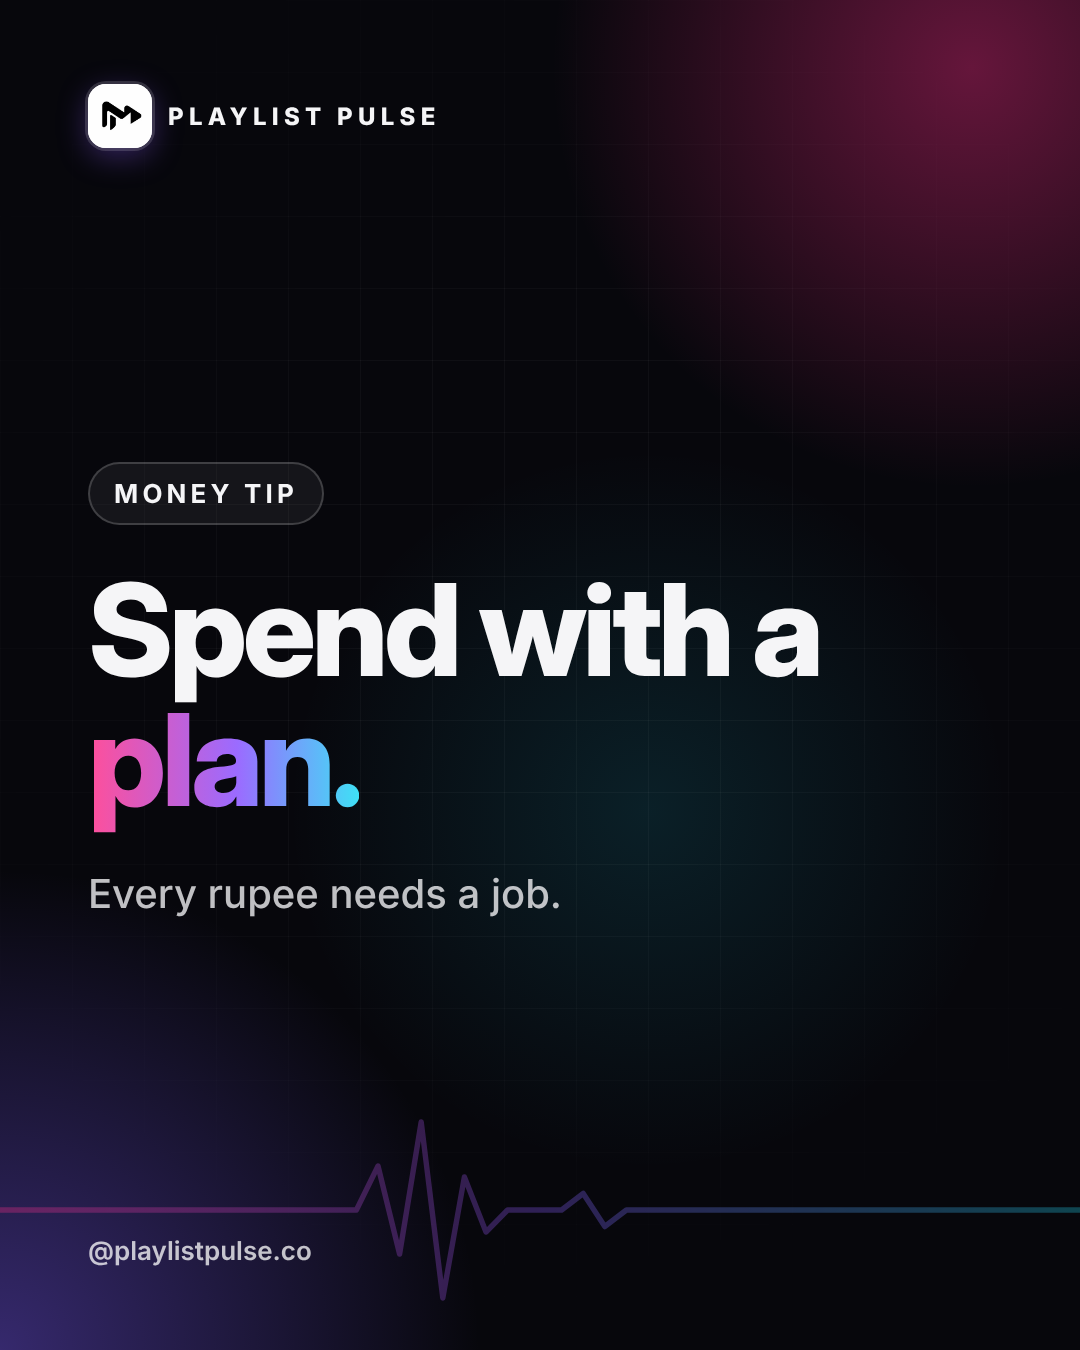 PLAYLIST PULSE
MONEY TIP
Spend with a
plan.
Every rupee needs a job.
@playlistpulse.co